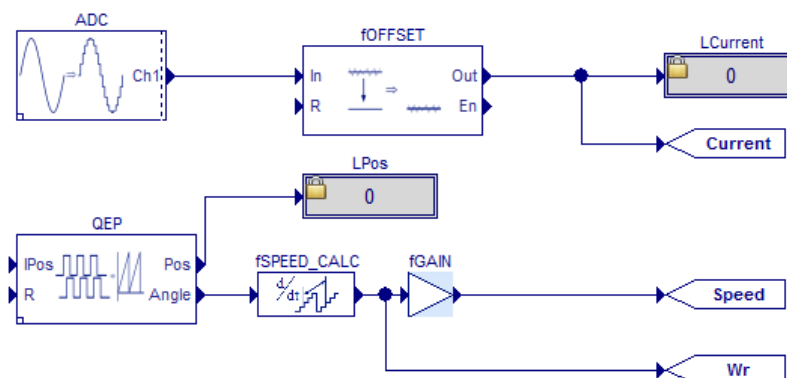 ADC
fOFFSET
LCurrent
Ch1
In
Out
0
R
En
Current
LPos
0
QEP
IPos
Pos
fSPEED_CALC
fGAIN
R
Angle
d/dt
Speed
Wr